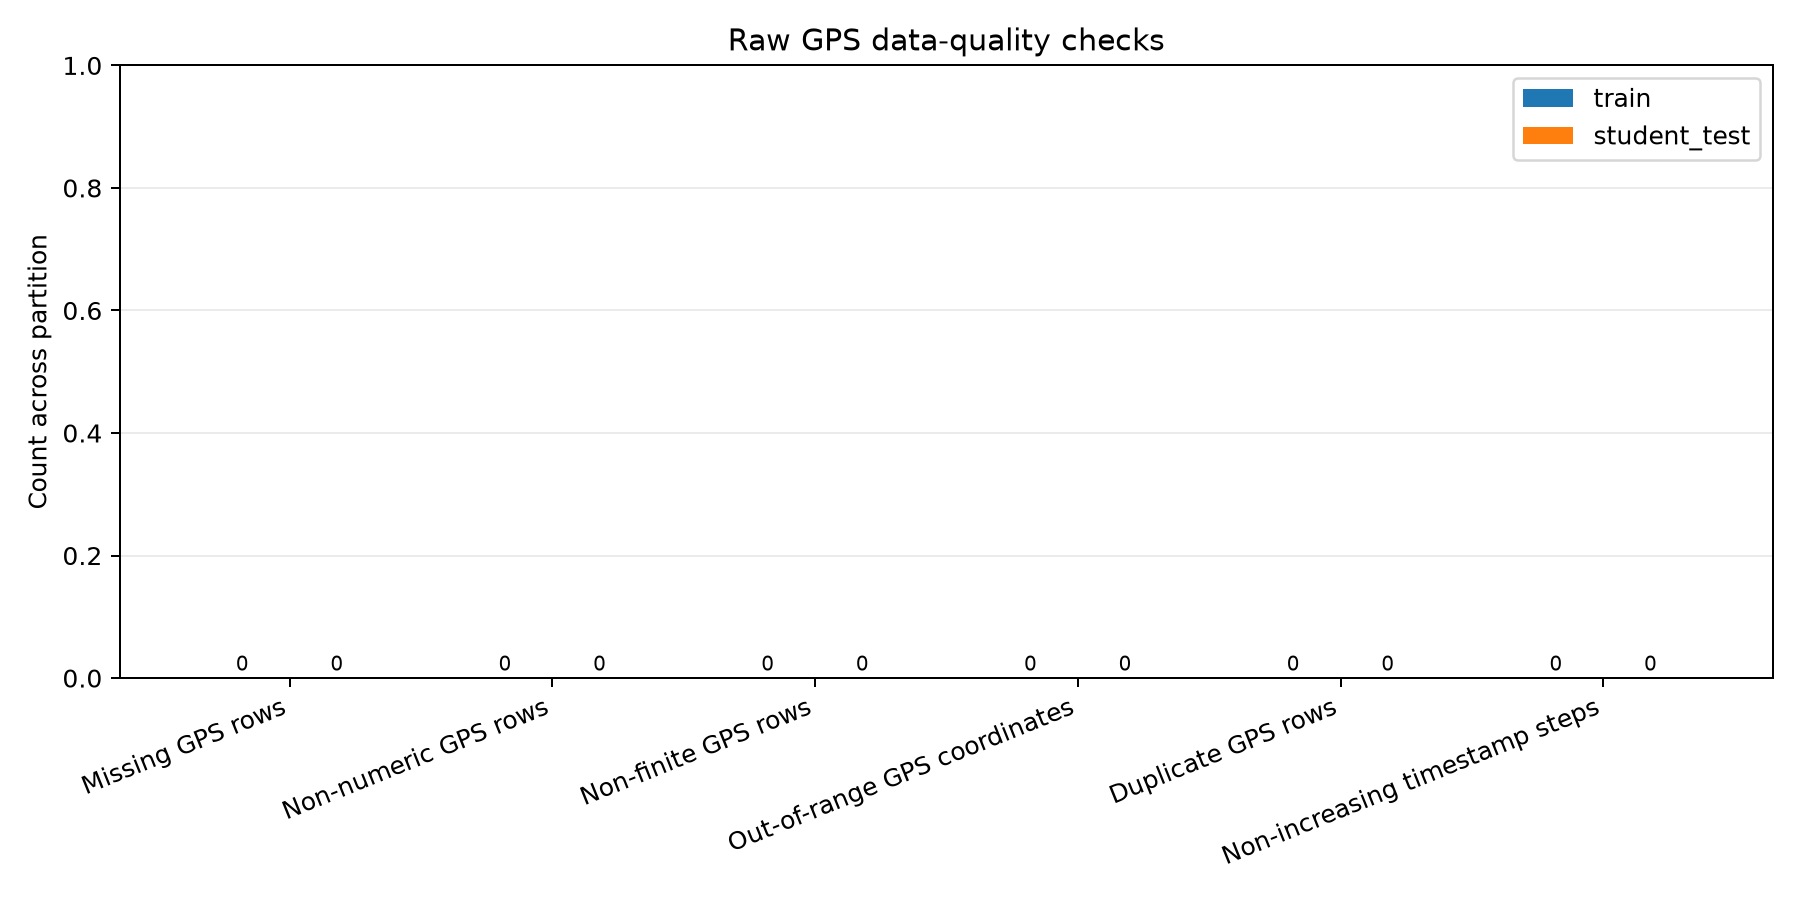 Raw GPS data-quality checks
1.0
0.8
0.6
0.4
0.2
0.0
Count across partition
train
student_test
0 0 0 0 0 0 0 0 0 0 0 0
Missing GPS rows
Non-numeric GPS rows
Non-finite GPS rows
Out-of-range GPS coordinates
Duplicate GPS rows
Non-increasing timestamp steps